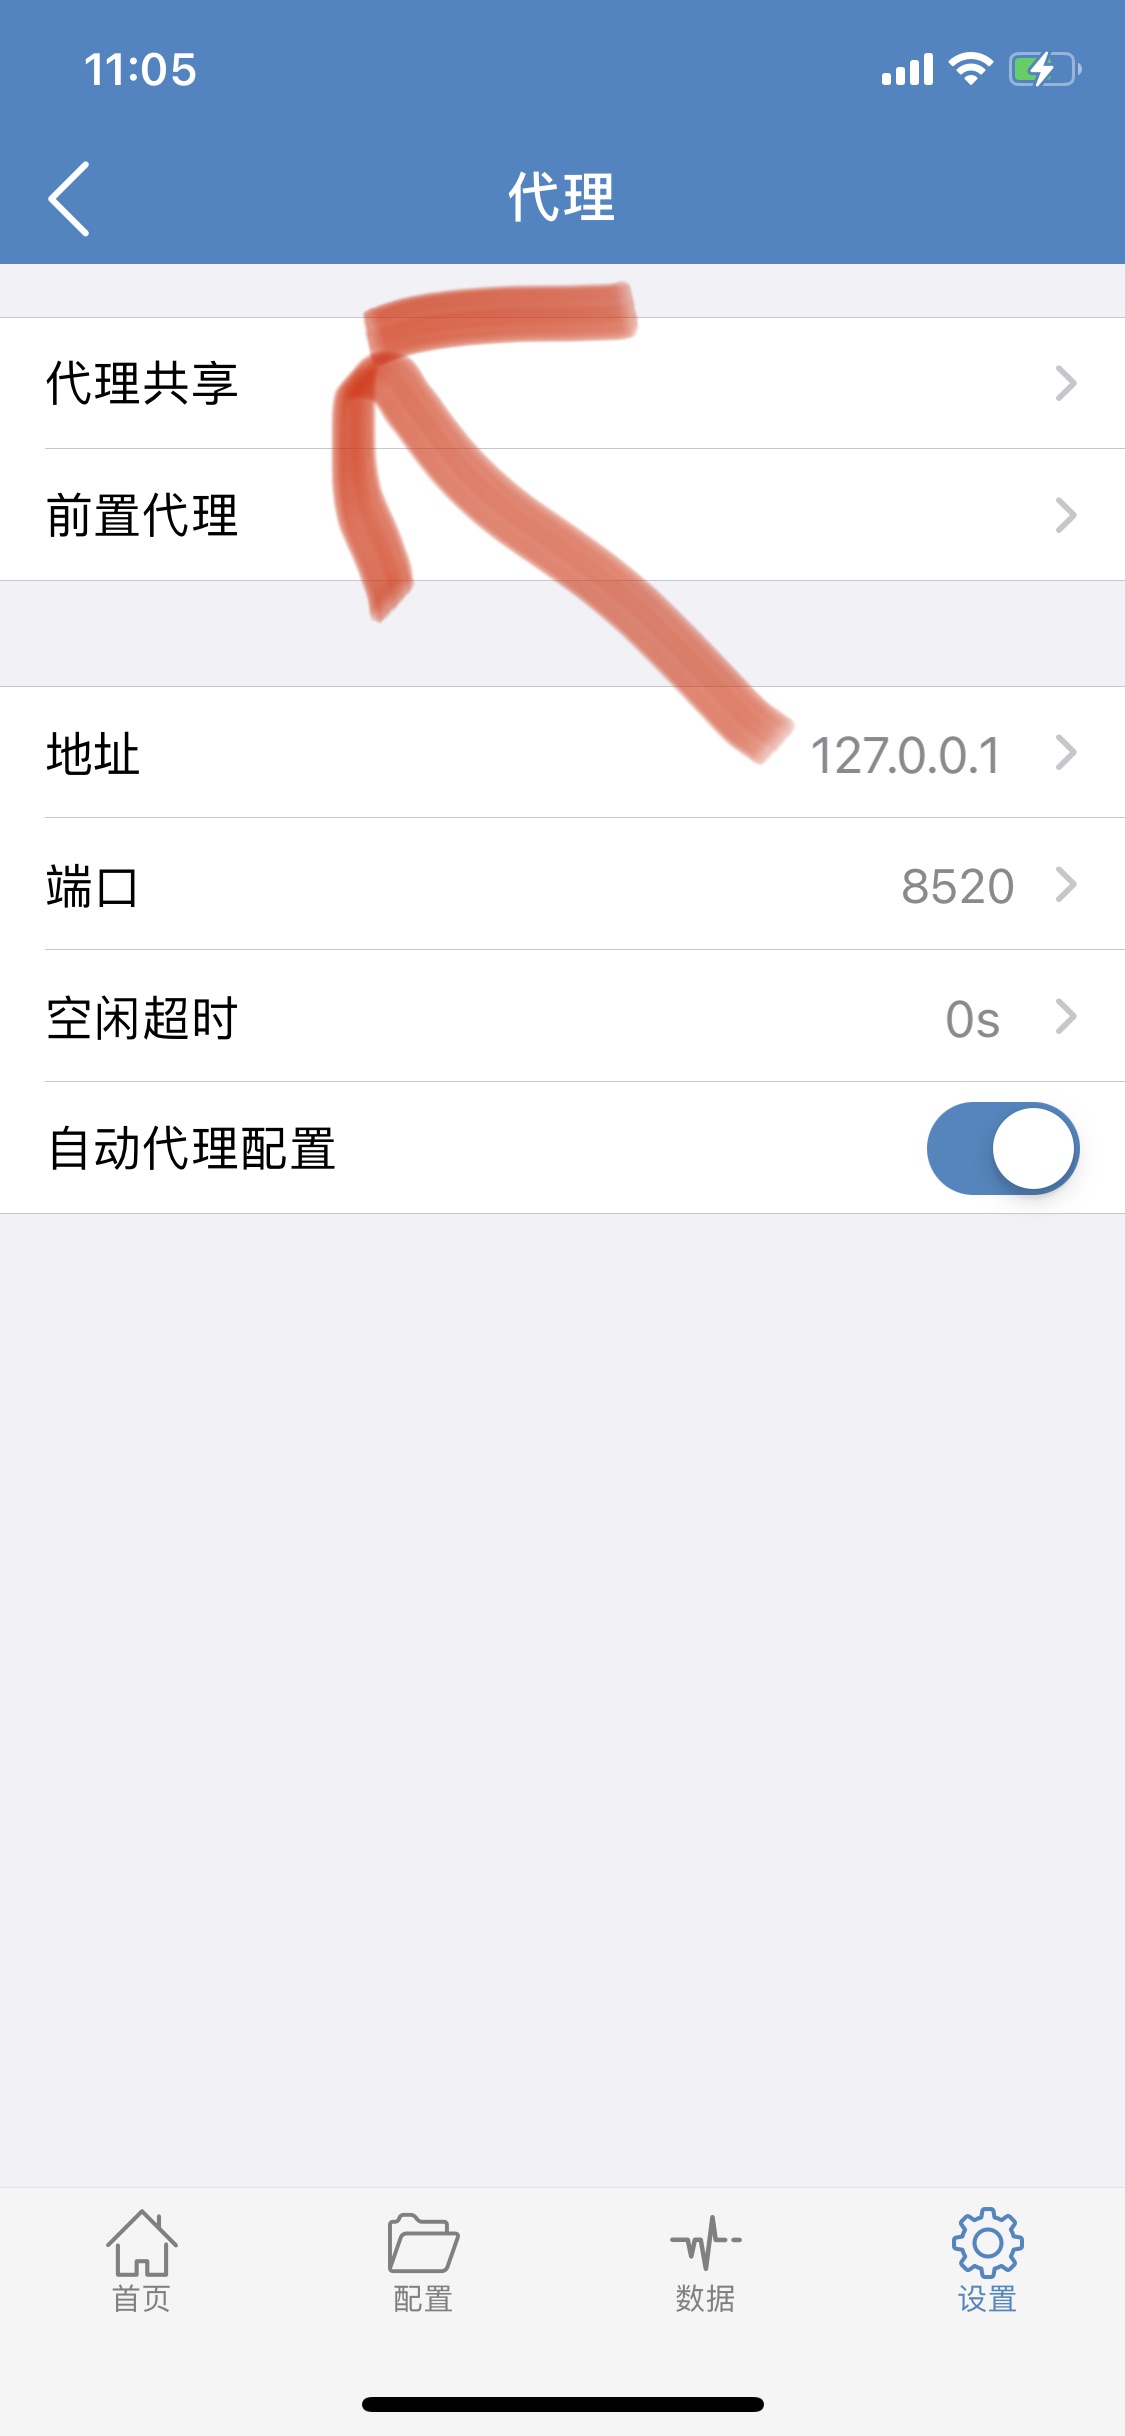 11:05
代理
代理共享
前置代理
地址 127.0.0.1
端口 8520
空闲超时 0s
自动代理配置
首页 配置 数据 设置